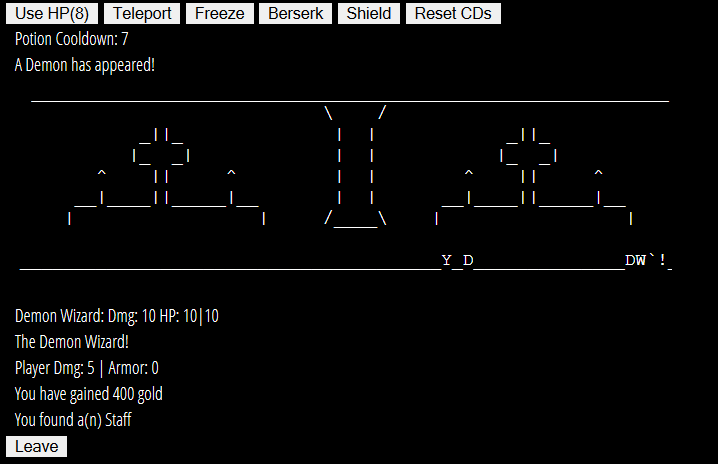 Use HP(8) Teleport Freeze Berserk Shield Reset CDs
Potion Cooldown: 7
A Demon has appeared!
Y_D DW`!_
Demon Wizard: Dmg: 10 HP: 10|10
The Demon Wizard!
Player Dmg: 5 | Armor: 0
You have gained 400 gold
You found a(n) Staff
Leave